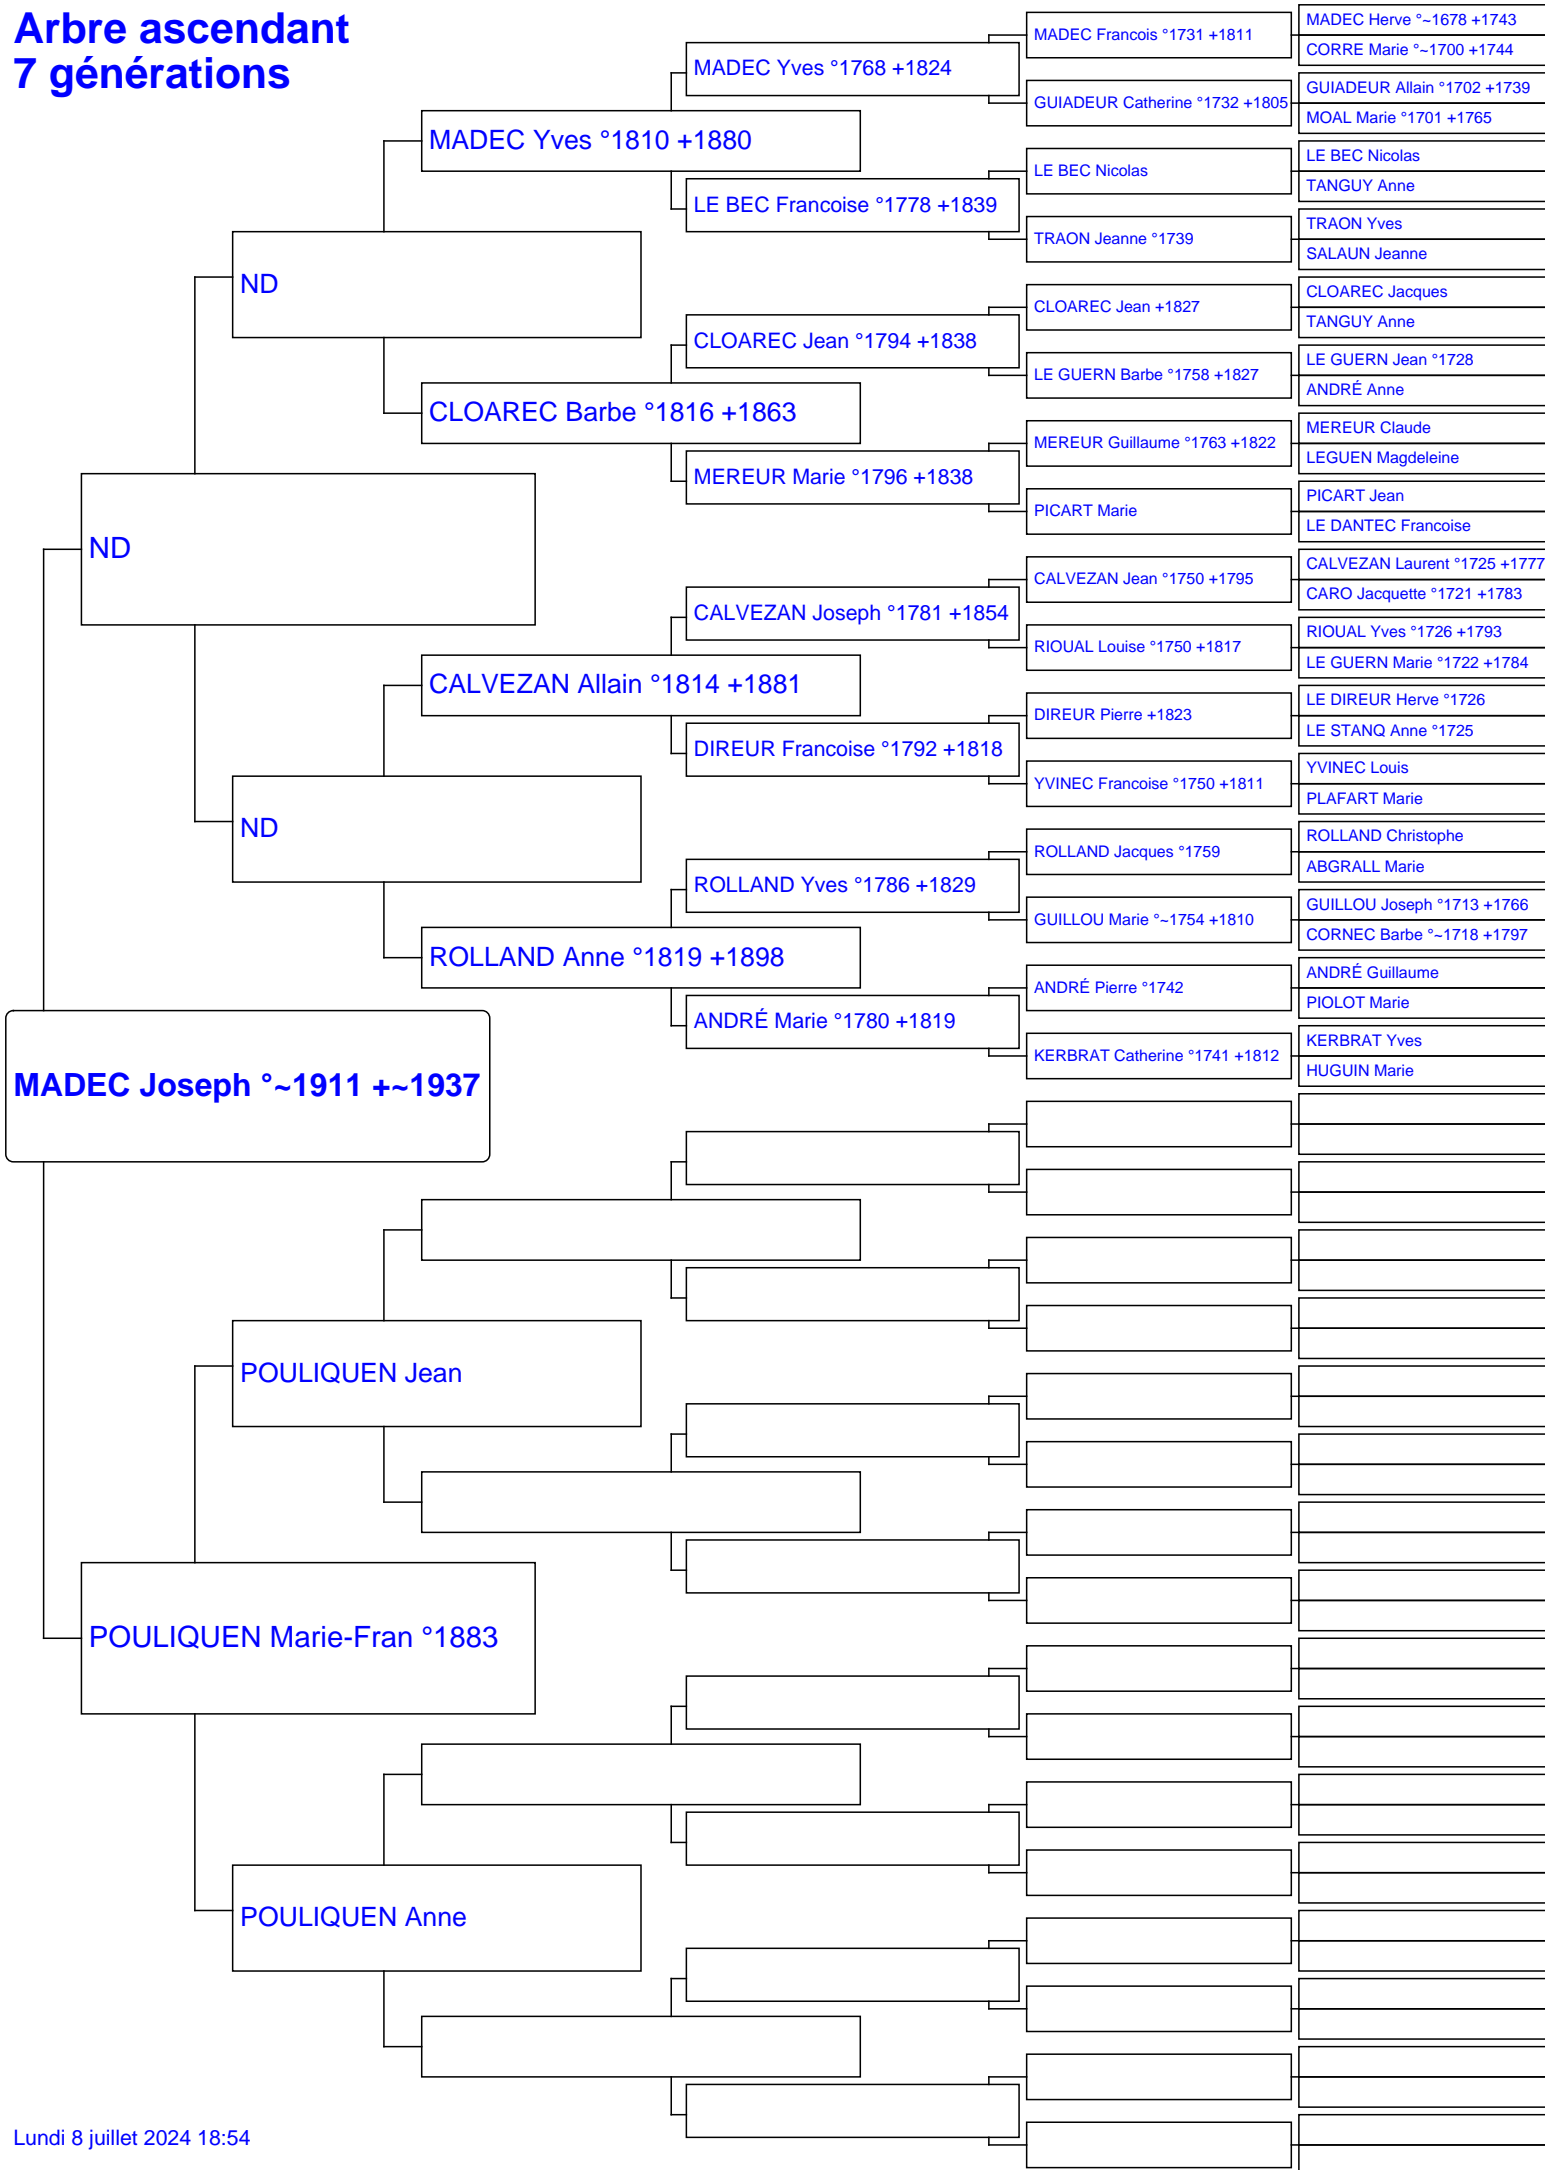 Arbre ascendant
7 générations
MADEC Joseph °~1911 +~1937
ND
POULIQUEN Marie-Fran °1883
ND
ND
POULIQUEN Jean
POULIQUEN Anne
MADEC Yves °1810 +1880
CLOAREC Barbe °1816 +1863
CALVEZAN Allain °1814 +1881
ROLLAND Anne °1819 +1898
MADEC Yves °1768 +1824
LE BEC Francoise °1778 +1839
CLOAREC Jean °1794 +1838
MEREUR Marie °1796 +1838
CALVEZAN Joseph °1781 +1854
DIREUR Francoise °1792 +1818
ROLLAND Yves °1786 +1829
ANDRÉ Marie °1780 +1819
MADEC Francois °1731 +1811
GUIADEUR Catherine °1732 +1805
LE BEC Nicolas
TRAON Jeanne °1739
CLOAREC Jean +1827
LE GUERN Barbe °1758 +1827
MEREUR Guillaume °1763 +1822
PICART Marie
CALVEZAN Jean °1750 +1795
RIOUAL Louise °1750 +1817
DIREUR Pierre +1823
YVINEC Francoise °1750 +1811
ROLLAND Jacques °1759
GUILLOU Marie °~1754 +1810
ANDRÉ Pierre °1742
KERBRAT Catherine °1741 +1812
MADEC Herve °~1678 +1743
CORRE Marie °~1700 +1744
GUIADEUR Allain °1702 +1739
MOAL Marie °1701 +1765
LE BEC Nicolas
TANGUY Anne
TRAON Yves
SALAUN Jeanne
CLOAREC Jacques
TANGUY Anne
LE GUERN Jean °1728
ANDRÉ Anne
MEREUR Claude
LEGUEN Magdeleine
PICART Jean
LE DANTEC Francoise
CALVEZAN Laurent °1725 +1777
CARO Jacquette °1721 +1783
RIOUAL Yves °1726 +1793
LE GUERN Marie °1722 +1784
LE DIREUR Herve °1726
LE STANQ Anne °1725
YVINEC Louis
PLAFART Marie
ROLLAND Christophe
ABGRALL Marie
GUILLOU Joseph °1713 +1766
CORNEC Barbe °~1718 +1797
ANDRÉ Guillaume
PIOLOT Marie
KERBRAT Yves
HUGUIN Marie
Lundi 8 juillet 2024 18:54